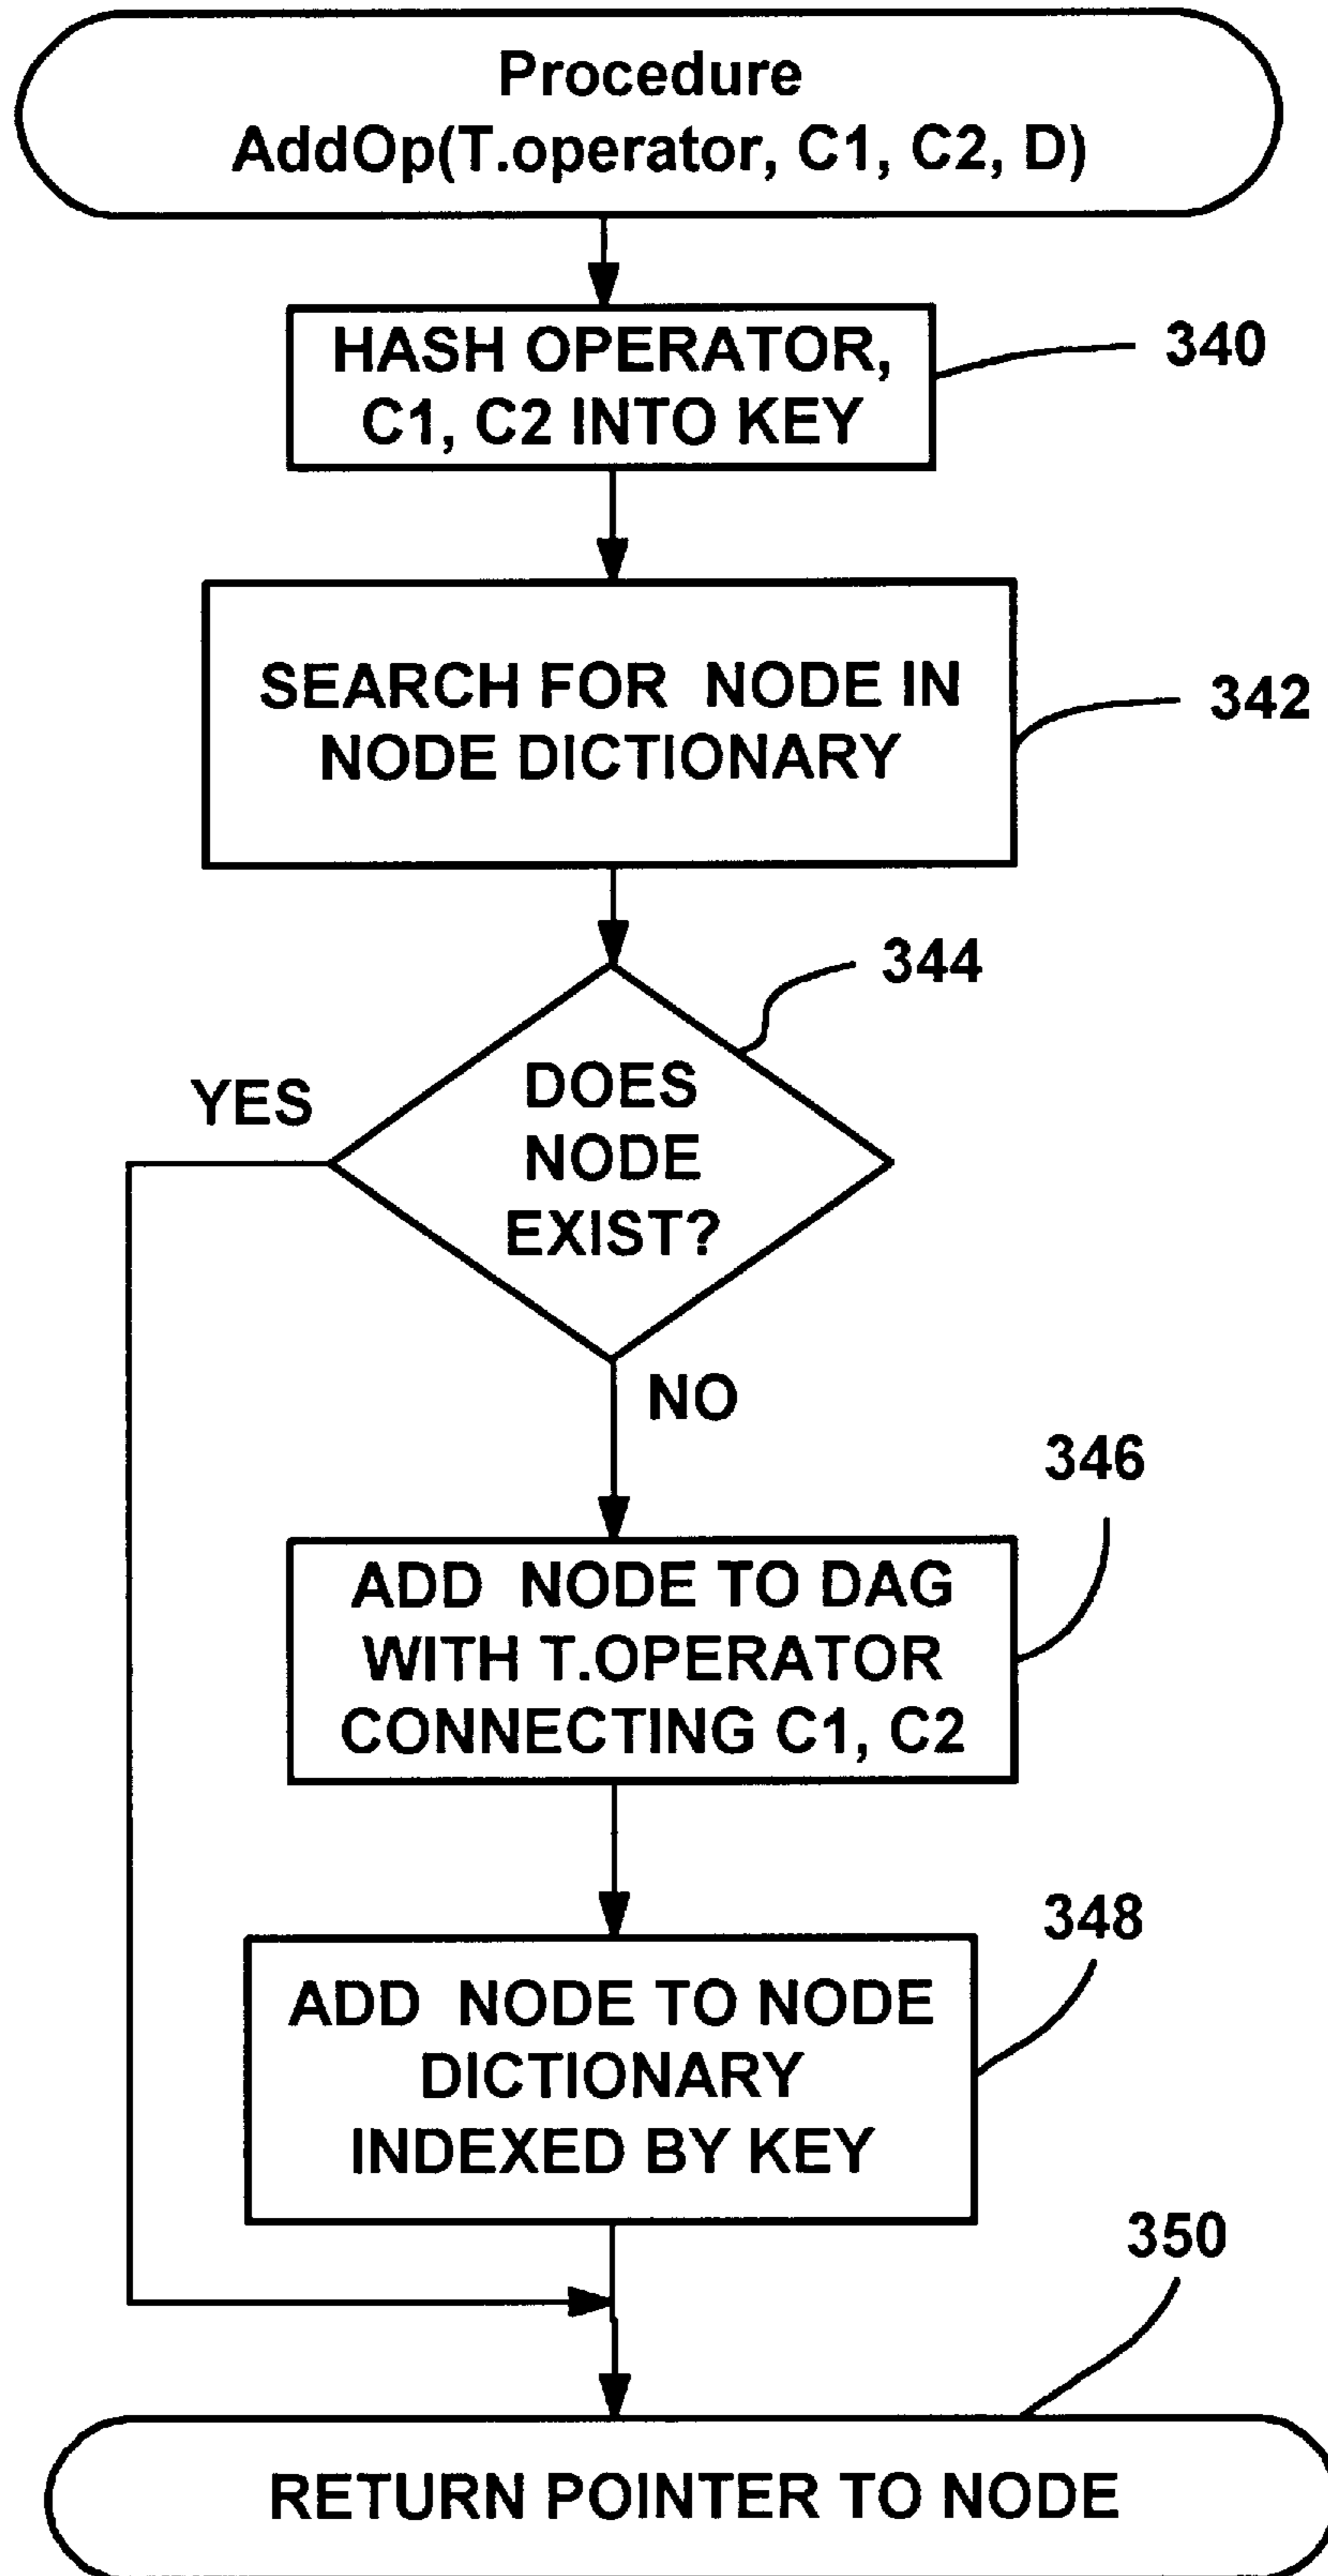 Procedure
AddOp(T.operator, C1, C2, D)
HASH OPERATOR,
C1, C2 INTO KEY
340
SEARCH FOR NODE IN
NODE DICTIONARY
342
344
DOES
NODE
EXIST?
YES
NO
346
ADD NODE TO DAG
WITH T.OPERATOR
CONNECTING C1, C2
348
ADD NODE TO NODE
DICTIONARY
INDEXED BY KEY
350
RETURN POINTER TO NODE